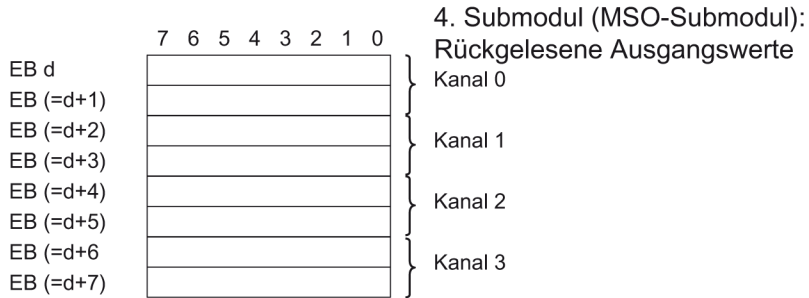 4. Submodul (MSO-Submodul):
Rückgelesene Ausgangswerte
7 6 5 4 3 2 1 0
EB d
Kanal 0
EB (=d+1)
EB (=d+2)
Kanal 1
EB (=d+3)
EB (=d+4)
Kanal 2
EB (=d+5)
EB (=d+6
Kanal 3
EB (=d+7)